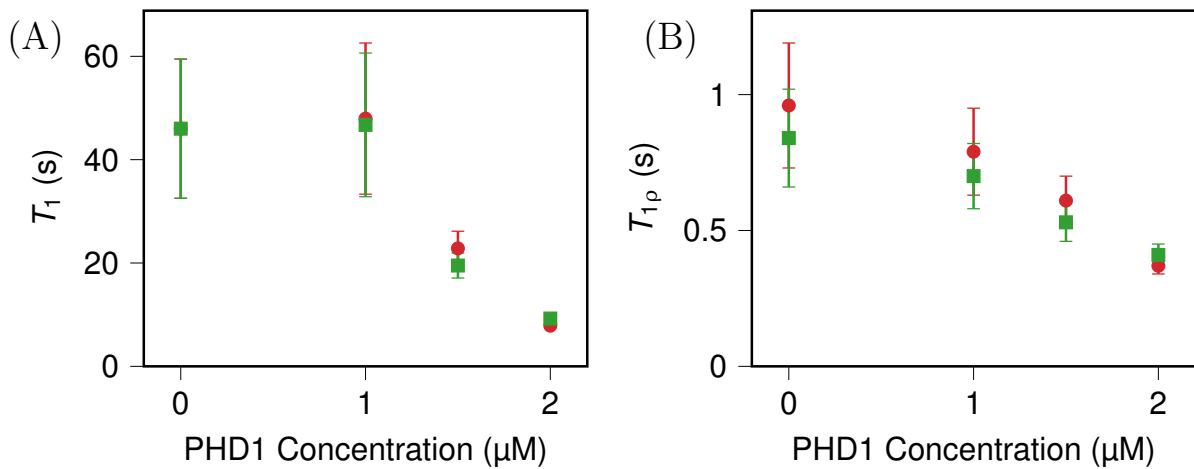 (A)
60
40
20
0
T1 (s)
0 1 2
PHD1 Concentration (μM)
(B)
1
0.5
0
T1ρ (s)
0 1 2
PHD1 Concentration (μM)